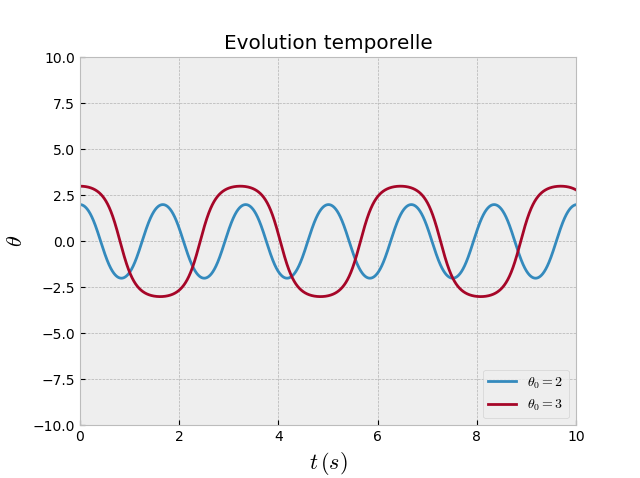 Evolution temporelle
θ
10.0
7.5
5.0
2.5
0.0
−2.5
−5.0
−7.5
−10.0
0 2 4 6 8 10
t (s)
θ₀ = 2
θ₀ = 3